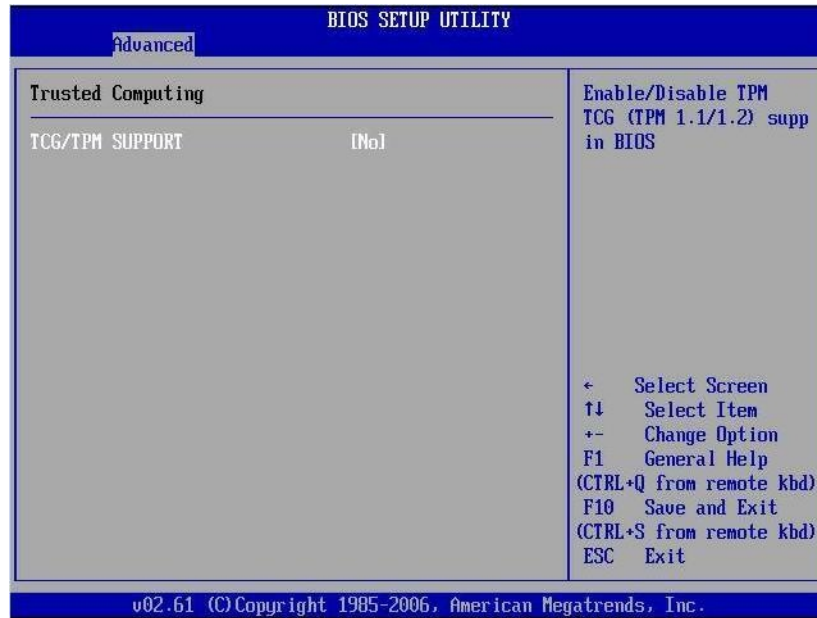 BIOS SETUP UTILITY
Advanced
Trusted Computing
TCG/TPM SUPPORT [No]
Enable/Disable TPM
TCG (TPM 1.1/1.2) supp
in BIOS
← Select Screen
↑↓ Select Item
+- Change Option
F1 General Help
(CTRL+Q from remote kbd)
F10 Save and Exit
(CTRL+S from remote kbd)
ESC Exit
v02.61 (C)Copyright 1985-2006, American Megatrends, Inc.